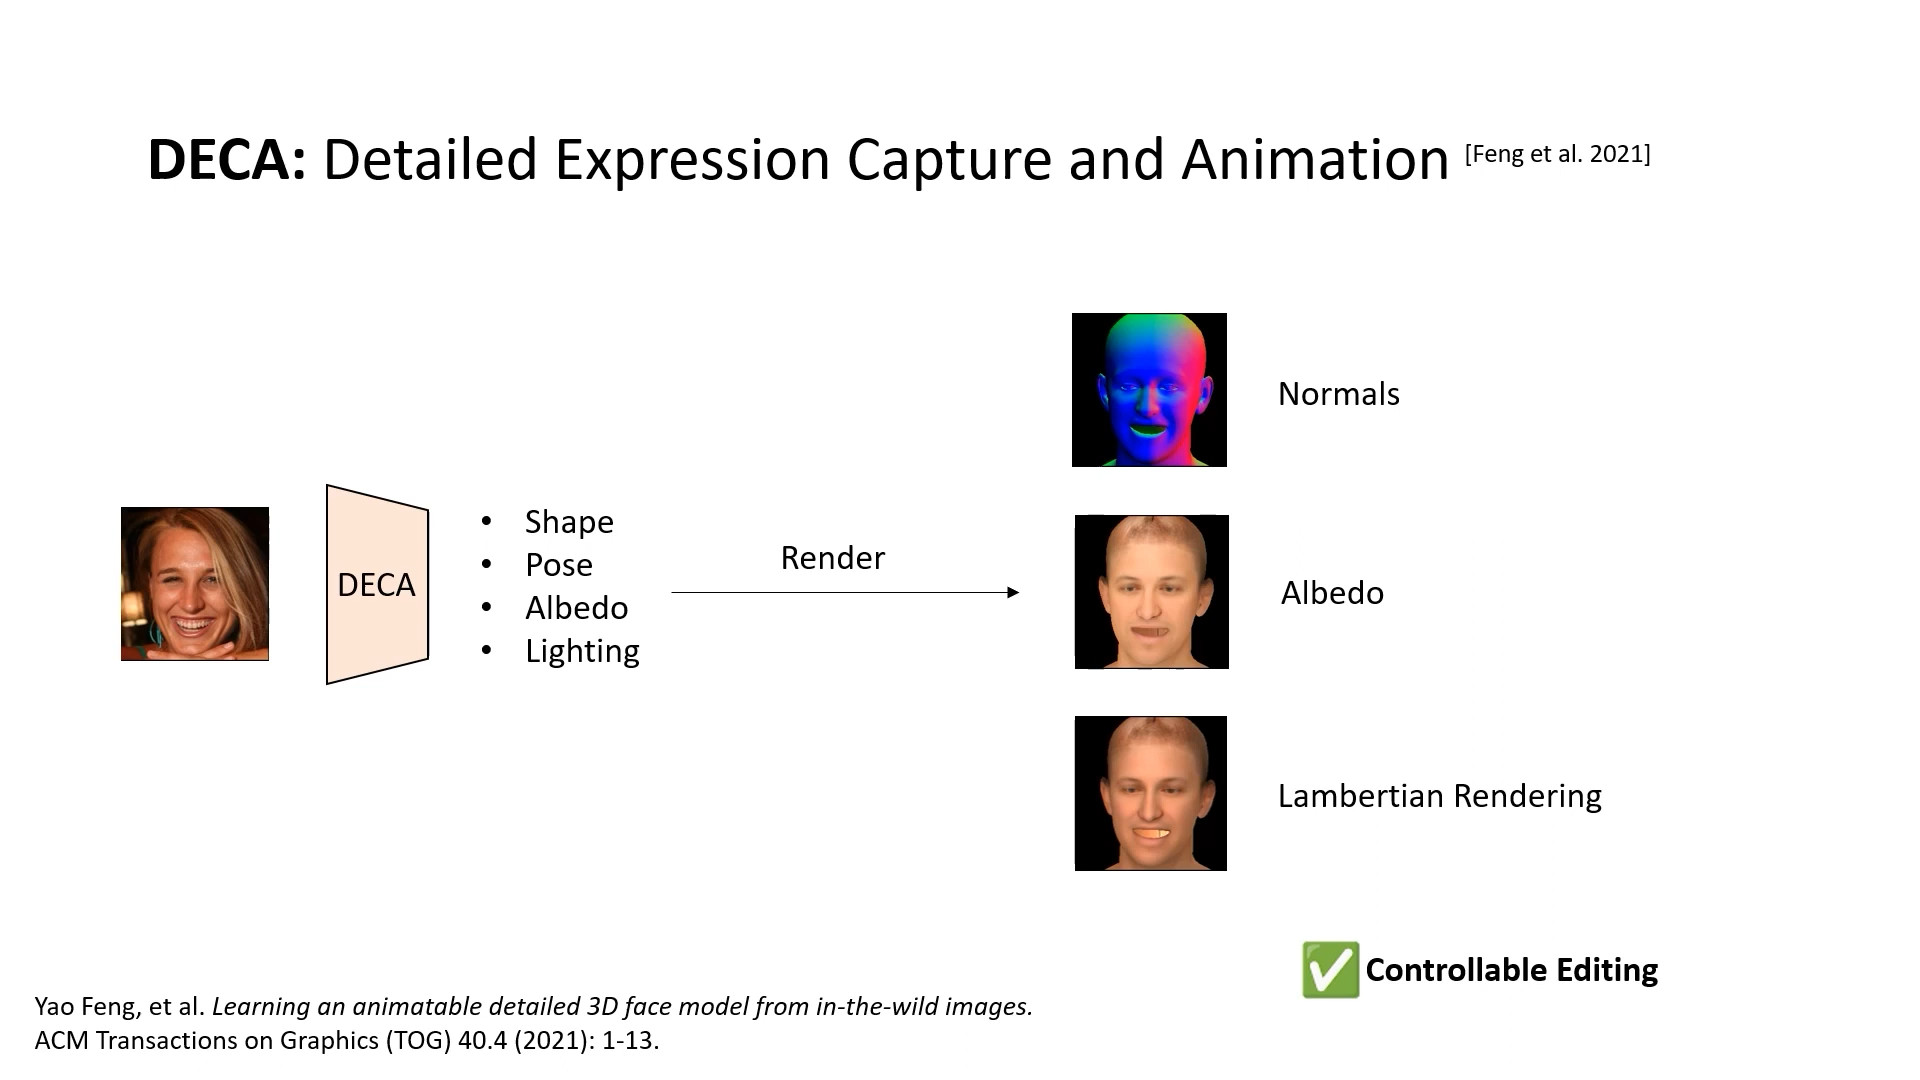 DECA: Detailed Expression Capture and Animation [Feng et al. 2021]
Normals
DECA
• Shape
• Pose
• Albedo
• Lighting
Render
Albedo
Lambertian Rendering
✅ Controllable Editing
Yao Feng, et al. Learning an animatable detailed 3D face model from in-the-wild images.
ACM Transactions on Graphics (TOG) 40.4 (2021): 1-13.